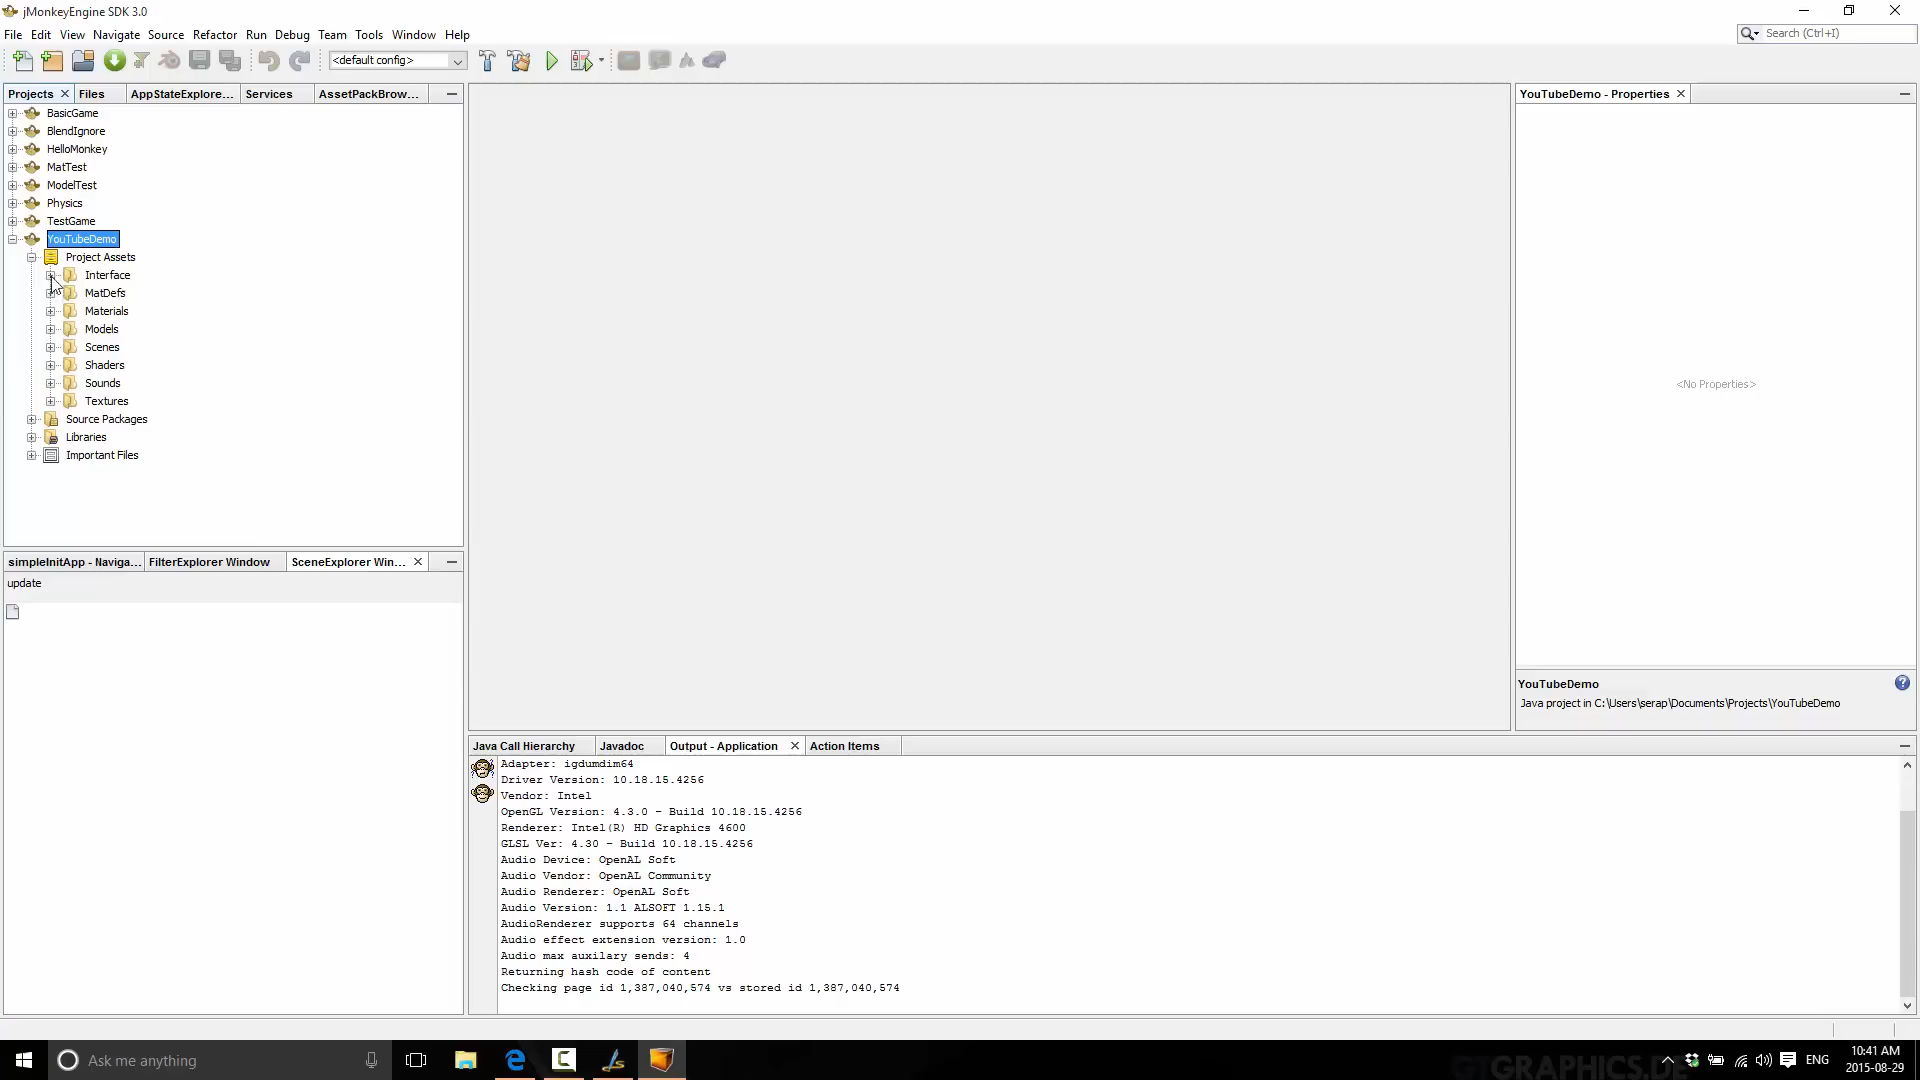 jMonkeyEngine SDK 3.0
File Edit View Navigate Source Refactor Run Debug Team Tools Window Help
Search (Ctrl+I)
<default config>
Projects Files AppStateExplore... Services AssetPackBrow...
BasicGame
BlendIgnore
HelloMonkey
MatTest
ModelTest
Physics
TestGame
YouTubeDemo
Project Assets
Interface
MatDefs
Materials
Models
Scenes
Shaders
Sounds
Textures
Source Packages
Libraries
Important Files
simpleInitApp - Naviga... FilterExplorer Window SceneExplorer Win...
update
YouTubeDemo - Properties
<No Properties>
YouTubeDemo
Java project in C:\Users\serap\Documents\Projects\YouTubeDemo
Java Call Hierarchy Javadoc Output - Application Action Items
Adapter: igdumdim64
Driver Version: 10.18.15.4256
Vendor: Intel
OpenGL Version: 4.3.0 - Build 10.18.15.4256
Renderer: Intel(R) HD Graphics 4600
GLSL Ver: 4.30 - Build 10.18.15.4256
Audio Device: OpenAL Soft
Audio Vendor: OpenAL Community
Audio Renderer: OpenAL Soft
Audio Version: 1.1 ALSOFT 1.15.1
AudioRenderer supports 64 channels
Audio effect extension version: 1.0
Audio max auxilary sends: 4
Returning hash code of content
Checking page id 1,387,040,574 vs stored id 1,387,040,574
Ask me anything
GTGRAPHICS.DE
ENG
10:41 AM
2015-08-29